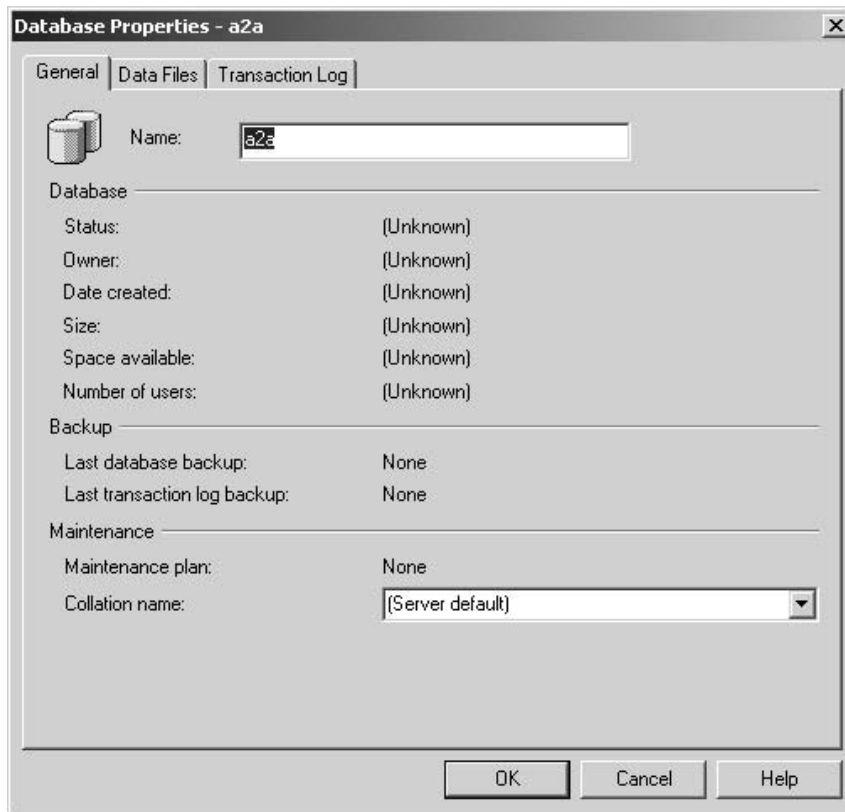 Database Properties - a2a
General Data Files Transaction Log
Name: a2a
Database
Status: (Unknown)
Owner: (Unknown)
Date created: (Unknown)
Size: (Unknown)
Space available: (Unknown)
Number of users: (Unknown)
Backup
Last database backup: None
Last transaction log backup: None
Maintenance
Maintenance plan: None
Collation name: (Server default)
OK Cancel Help